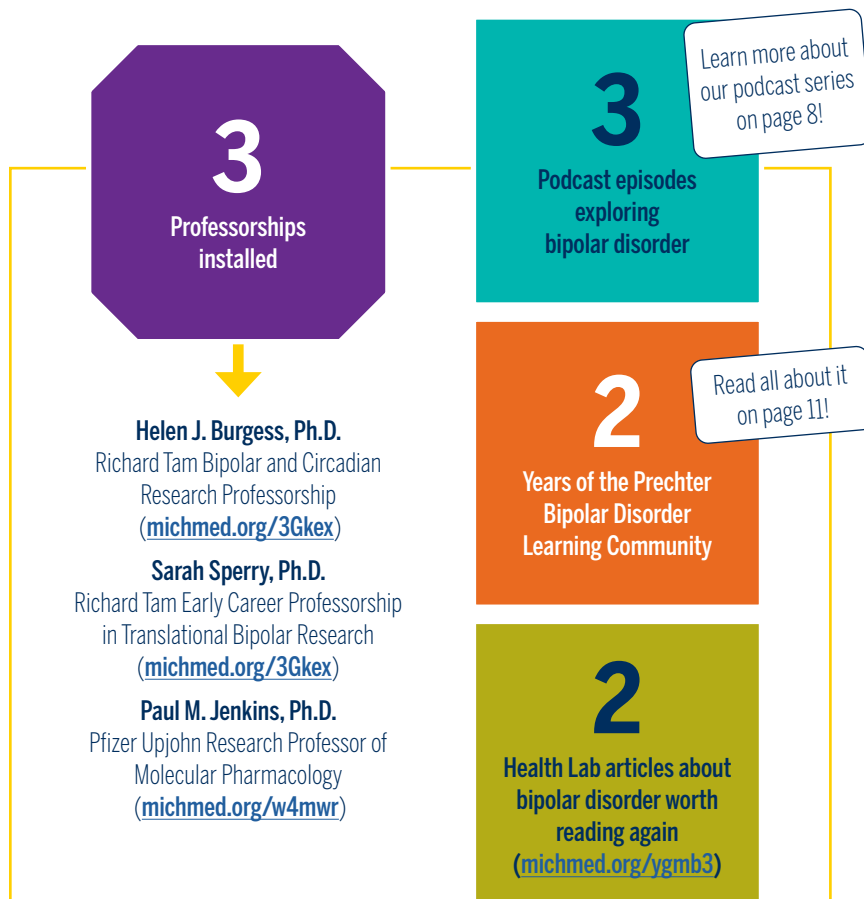 3
Professorships
installed
Helen J. Burgess, Ph.D.
Richard Tam Bipolar and Circadian
Research Professorship
(michmed.org/3Gkex)
Sarah Sperry, Ph.D.
Richard Tam Early Career Professorship
in Translational Bipolar Research
(michmed.org/3Gkex)
Paul M. Jenkins, Ph.D.
Pfizer Upjohn Research Professor of
Molecular Pharmacology
(michmed.org/w4mwr)
3
Podcast episodes
exploring
bipolar disorder
Learn more about
our podcast series
on page 8!
2
Years of the Prechter
Bipolar Disorder
Learning Community
Read all about it
on page 11!
2
Health Lab articles about
bipolar disorder worth
reading again
(michmed.org/ygmb3)